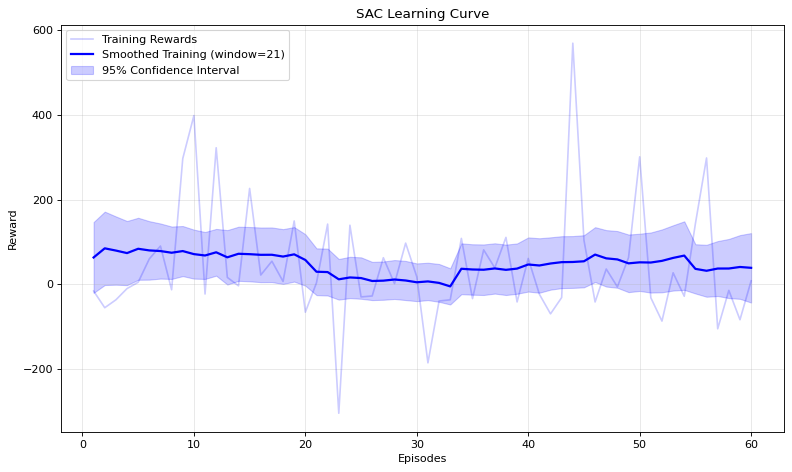 SAC Learning Curve
Training Rewards
Smoothed Training (window=21)
95% Confidence Interval
600
400
200
0
−200
Reward
0
10
20
30
40
50
60
Episodes